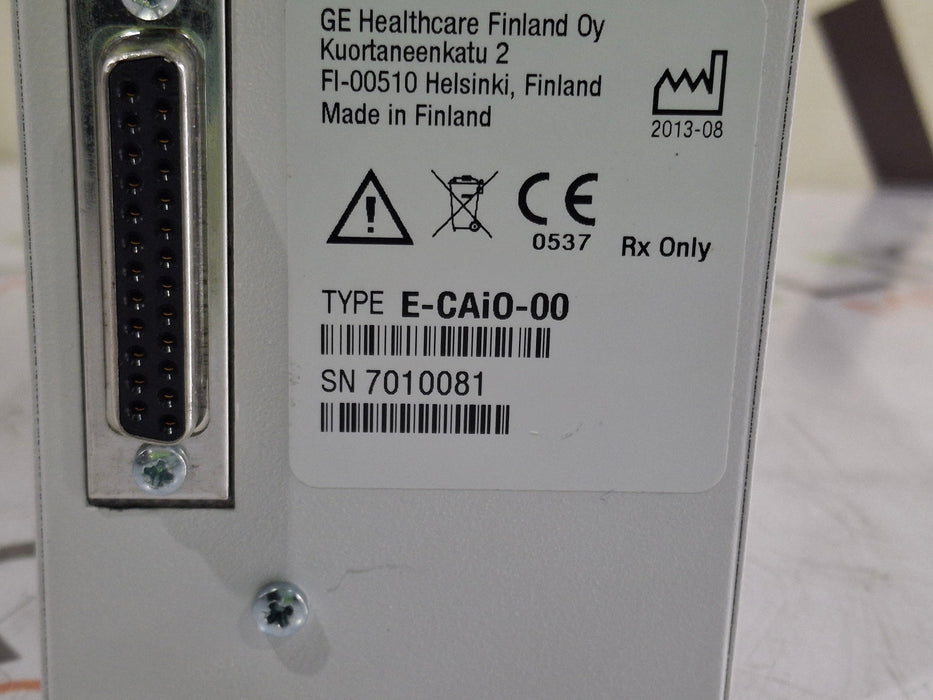 GE Healthcare Finland Oy
Kuortaneenkatu 2
FI-00510 Helsinki, Finland
Made in Finland
2013-08
CE
0537
Rx Only
TYPE E-CAiO-00
SN 7010081